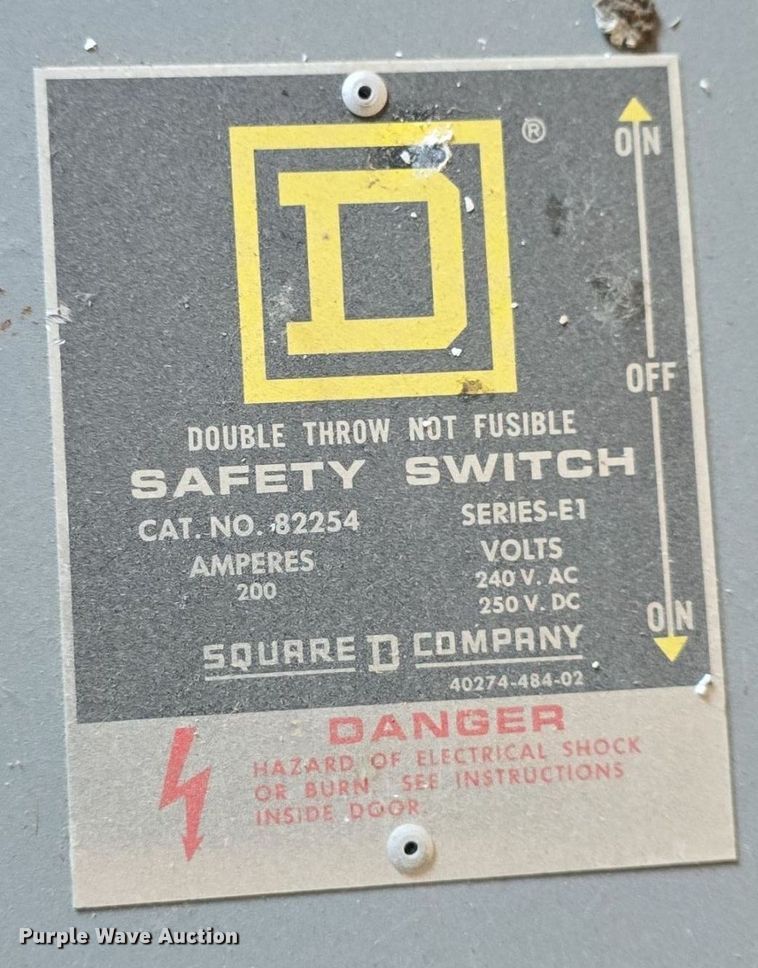 D ®
ON
OFF
DOUBLE THROW NOT FUSIBLE
SAFETY SWITCH
CAT. NO. 82254 SERIES-E1
AMPERES VOLTS
200 240 V. AC
250 V. DC
ON
SQUARE D COMPANY
40274-484-02
DANGER
HAZARD OF ELECTRICAL SHOCK
OR BURN. SEE INSTRUCTIONS
INSIDE DOOR.
Purple Wave Auction